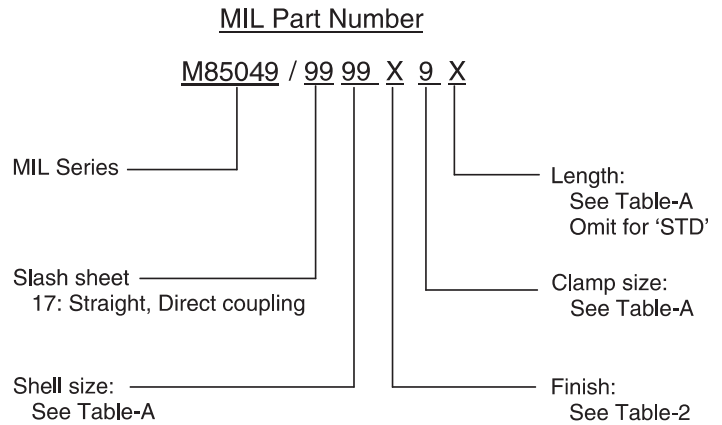 MIL Part Number
M85049 / 99 99 X 9 X
MIL Series
Length:
See Table-A
Omit for 'STD'
Slash sheet
17: Straight, Direct coupling
Clamp size:
See Table-A
Shell size:
See Table-A
Finish:
See Table-2